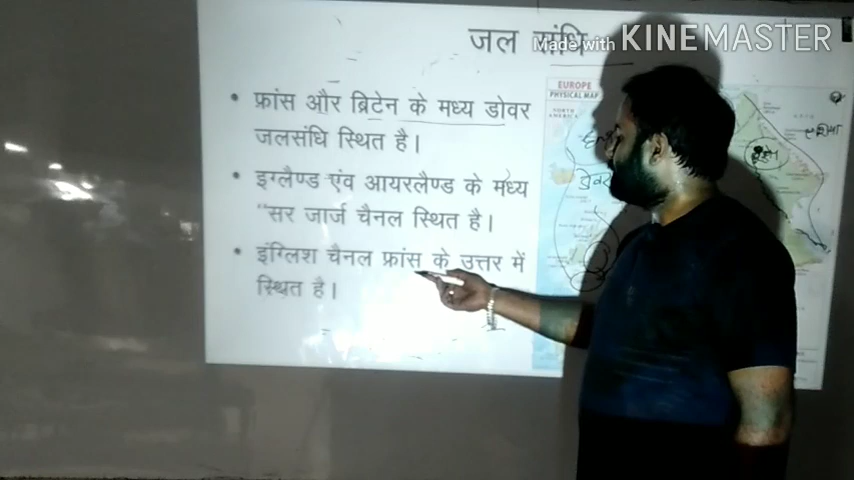 जल संधि
Made with KINEMASTER
फ्रांस और ब्रिटेन के मध्य डोवर
जलसंधि स्थित है।
इग्लैण्ड एंव आयरलैण्ड के मध्य
"सर जार्ज चैनल स्थित है।
इंग्लिश चैनल फ्रांस के उत्तर में
स्थित है।
EUROPE
PHYSICAL MAP